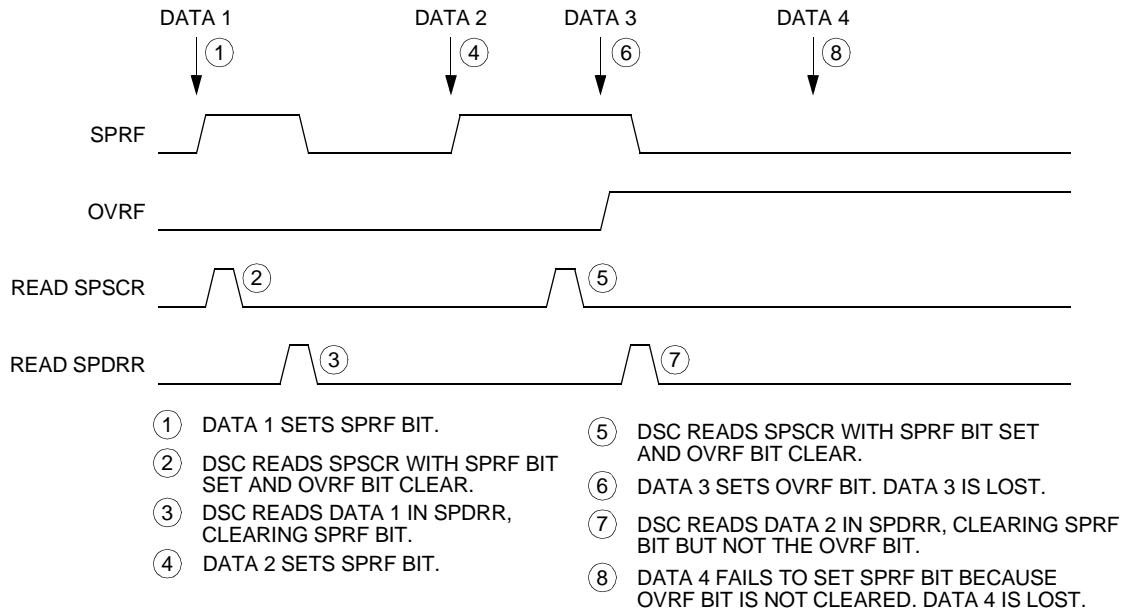 DATA 1 DATA 2 DATA 3 DATA 4
1 4 6 8
SPRF
OVRF
READ SPSCR 2 5
READ SPDRR 3 7
1 DATA 1 SETS SPRF BIT.
2 DSC READS SPSCR WITH SPRF BIT
SET AND OVRF BIT CLEAR.
3 DSC READS DATA 1 IN SPDRR,
CLEARING SPRF BIT.
4 DATA 2 SETS SPRF BIT.
5 DSC READS SPSCR WITH SPRF BIT SET
AND OVRF BIT CLEAR.
6 DATA 3 SETS OVRF BIT. DATA 3 IS LOST.
7 DSC READS DATA 2 IN SPDRR, CLEARING SPRF
BIT BUT NOT THE OVRF BIT.
8 DATA 4 FAILS TO SET SPRF BIT BECAUSE
OVRF BIT IS NOT CLEARED. DATA 4 IS LOST.